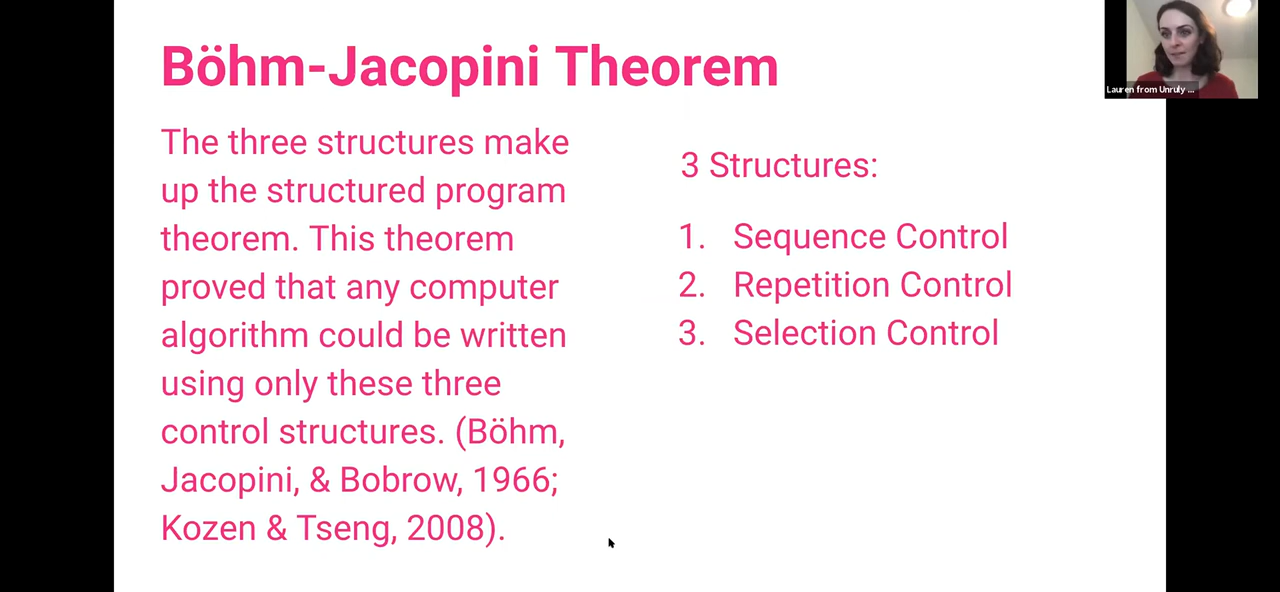 Böhm-Jacopini Theorem
The three structures make
up the structured program
theorem. This theorem
proved that any computer
algorithm could be written
using only these three
control structures. (Böhm,
Jacopini, & Bobrow, 1966;
Kozen & Tseng, 2008).
3 Structures:
1. Sequence Control
2. Repetition Control
3. Selection Control
Lauren from Unruly ...